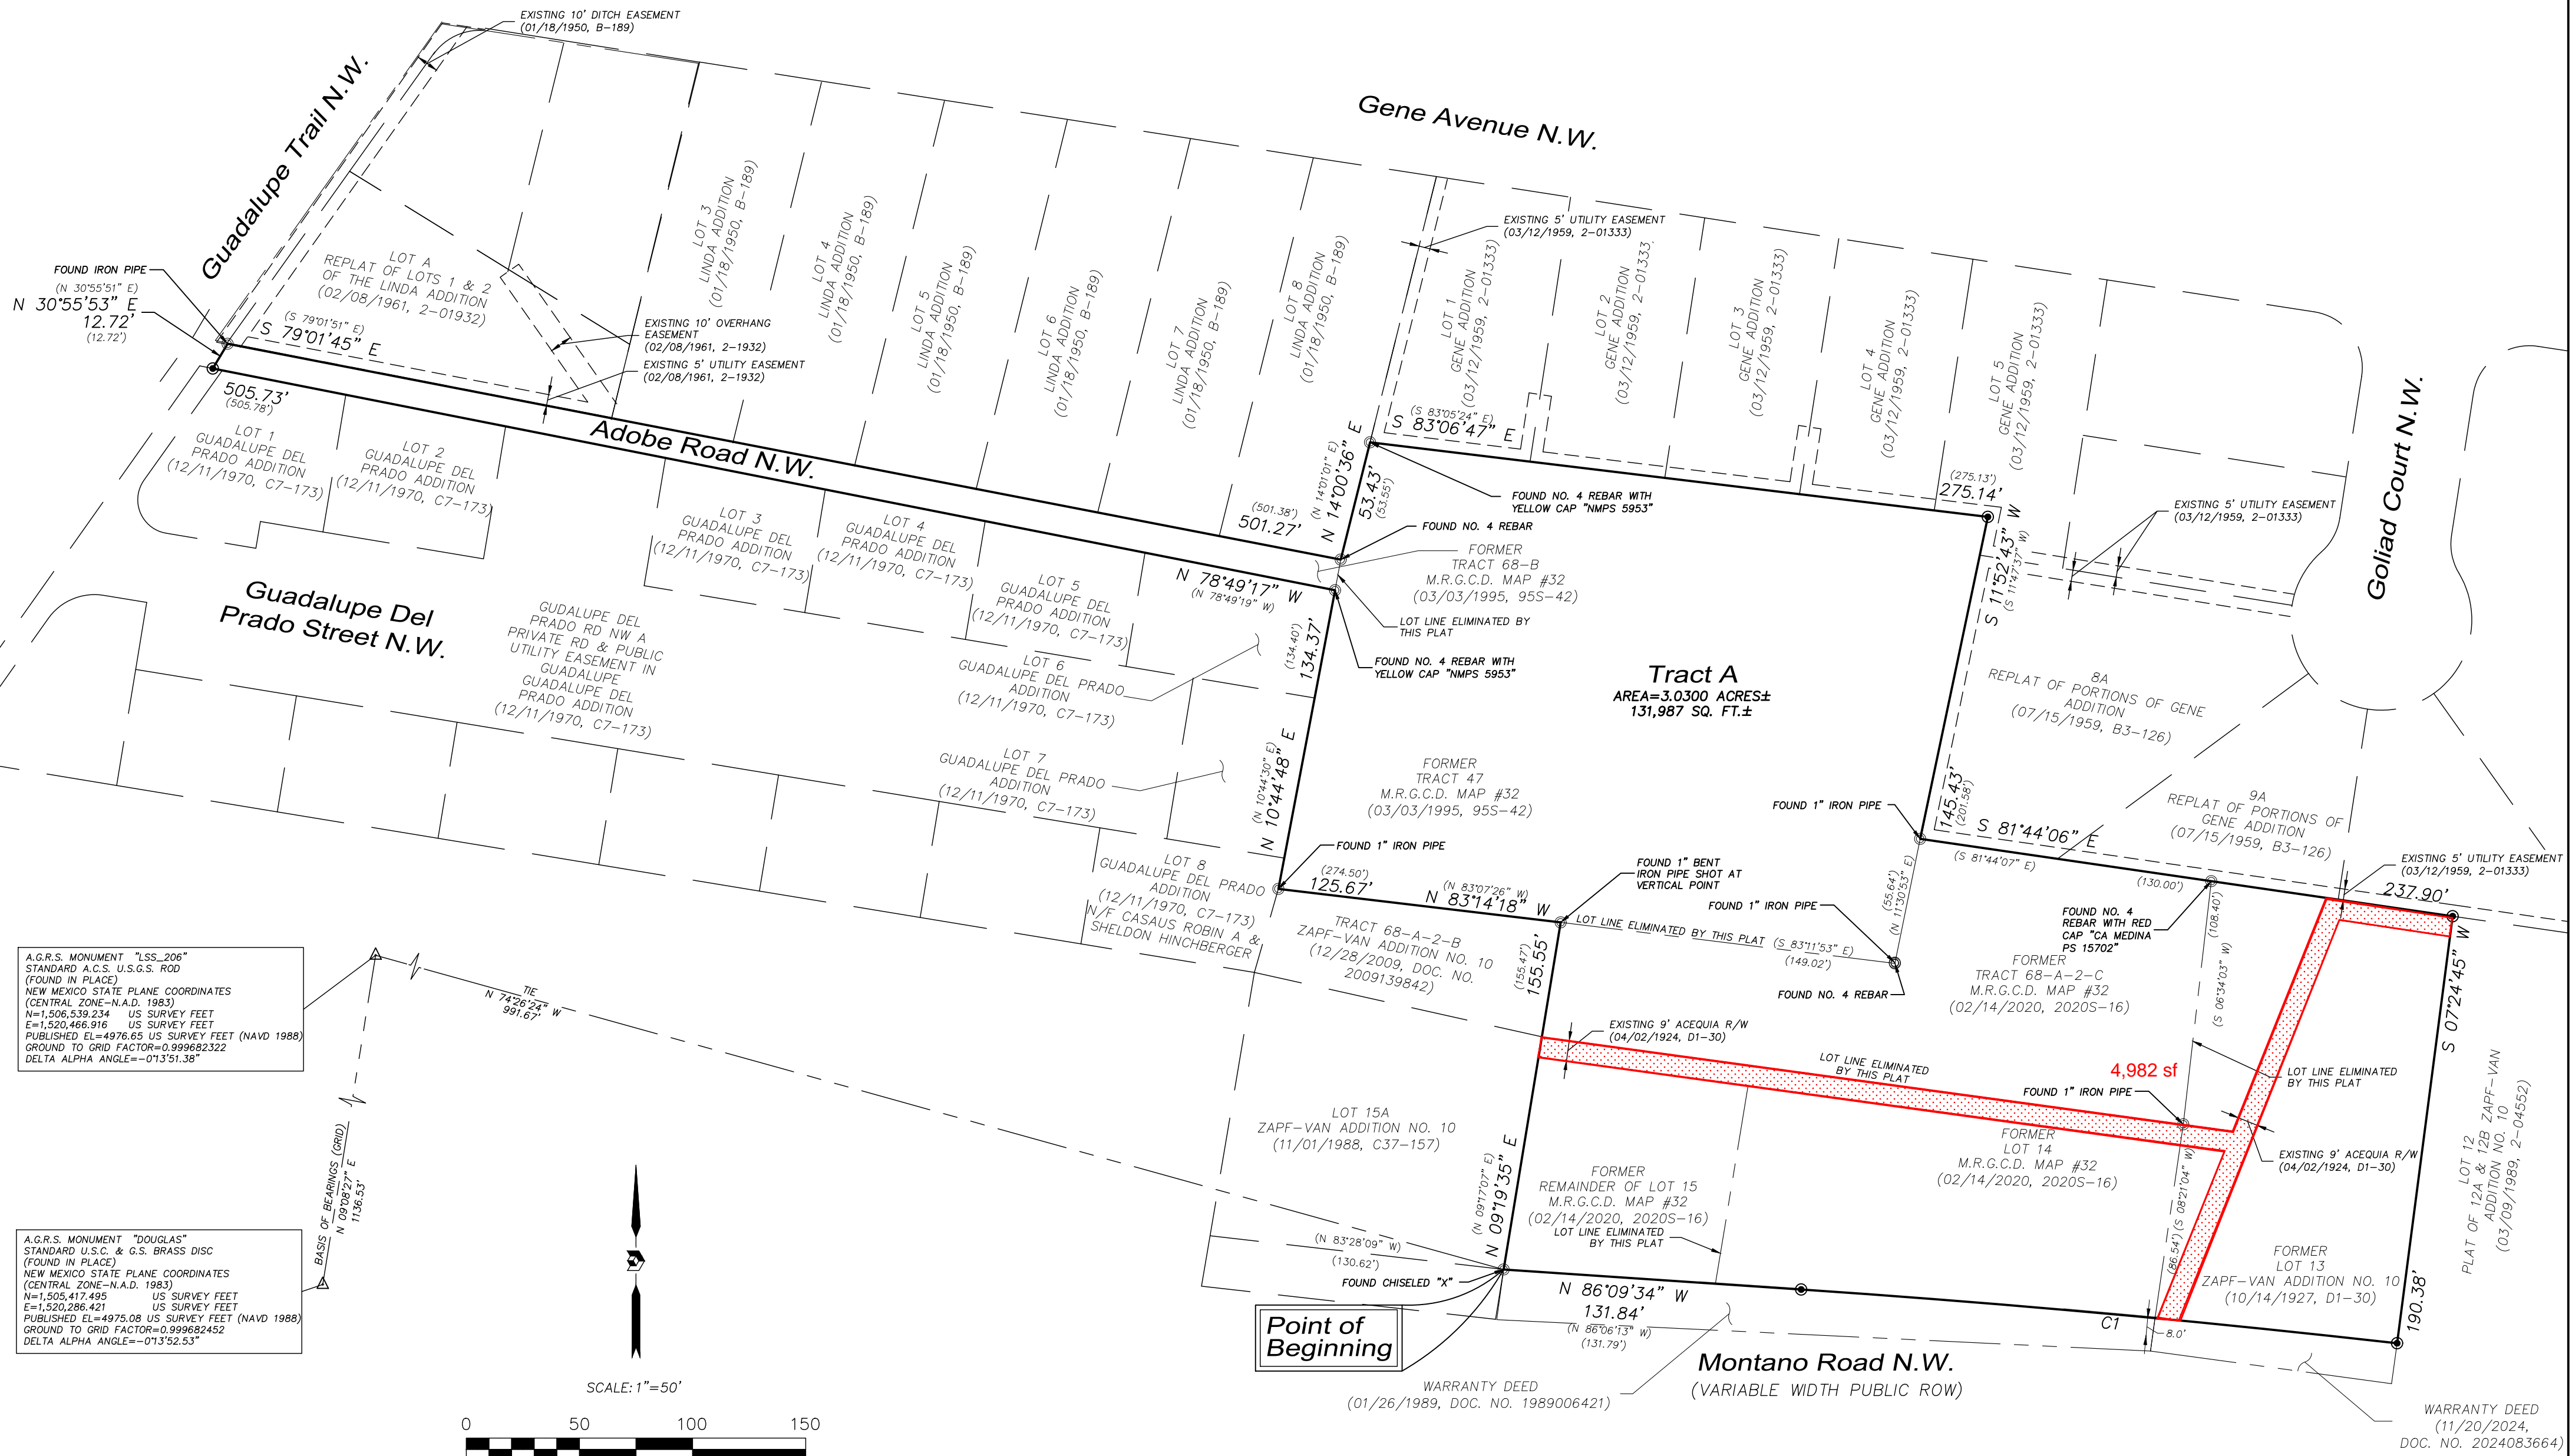 EXISTING 10' DITCH EASEMENT
(01/18/1950, B-189)
Guadalupe Trail N.W.
Gene Avenue N.W.
FOUND IRON PIPE
(N 30°55'51" E)
N 30°55'53" E
12.72'
(12.72')
LOT A
REPLAT OF LOTS 1 & 2
OF THE LINDA ADDITION
(02/08/1961, 2-01932)
(S 79°01'51" E)
S 79°01'45" E
EXISTING 10' OVERHANG
EASEMENT
(02/08/1961, 2-1932)
EXISTING 5' UTILITY EASEMENT
(02/08/1961, 2-1932)
LOT 3
LINDA ADDITION
(01/18/1950, B-189)
LOT 4
LINDA ADDITION
(01/18/1950, B-189)
LOT 5
LINDA ADDITION
(01/18/1950, B-189)
LOT 6
LINDA ADDITION
(01/18/1950, B-189)
LOT 7
LINDA ADDITION
(01/18/1950, B-189)
LOT 8
LINDA ADDITION
(01/18/1950, B-189)
EXISTING 5' UTILITY EASEMENT
(03/12/1959, 2-01333)
LOT 1
GENE ADDITION
(03/12/1959, 2-01333)
LOT 2
GENE ADDITION
(03/12/1959, 2-01333)
LOT 3
GENE ADDITION
(03/12/1959, 2-01333)
LOT 4
GENE ADDITION
(03/12/1959, 2-01333)
LOT 5
GENE ADDITION
(03/12/1959, 2-01333)
Goliad Court N.W.
505.73'
(505.78')
Adobe Road N.W.
(501.38')
501.27'
N 78°49'17" W
(N 78°49'19" W)
(N 14°01'01" E)
N 14°00'36" E
53.43'
(53.55')
(S 83°05'24" E)
S 83°06'47" E
(275.13')
275.14'
FOUND NO. 4 REBAR WITH
YELLOW CAP "NMPS 5953"
FOUND NO. 4 REBAR
FORMER
TRACT 68-B
M.R.G.C.D. MAP #32
(03/03/1995, 95S-42)
LOT LINE ELIMINATED BY
THIS PLAT
FOUND NO. 4 REBAR WITH
YELLOW CAP "NMPS 5953"
EXISTING 5' UTILITY EASEMENT
(03/12/1959, 2-01333)
S 11°52'43" W
(S 11°47'37" W)
145.43'
(201.58')
LOT 1
GUADALUPE DEL
PRADO ADDITION
(12/11/1970, C7-173)
LOT 2
GUADALUPE DEL
PRADO ADDITION
(12/11/1970, C7-173)
LOT 3
GUADALUPE DEL
PRADO ADDITION
(12/11/1970, C7-173)
LOT 4
GUADALUPE DEL
PRADO ADDITION
(12/11/1970, C7-173)
LOT 5
GUADALUPE DEL
PRADO ADDITION
(12/11/1970, C7-173)
LOT 6
GUADALUPE DEL PRADO
ADDITION
(12/11/1970, C7-173)
LOT 7
GUADALUPE DEL PRADO
ADDITION
(12/11/1970, C7-173)
LOT 8
GUADALUPE DEL PRADO
ADDITION
(12/11/1970, C7-173)
N/F CASAUS ROBIN A &
SHELDON HINCHBERGER
Guadalupe Del
Prado Street N.W.
GUDALUPE DEL
PRADO RD NW A
PRIVATE RD & PUBLIC
UTILITY EASEMENT IN
GUADALUPE
GUADALUPE DEL
PRADO ADDITION
(12/11/1970, C7-173)
(134.40')
134.37'
(N 10°44'30" E)
N 10°44'48" E
Tract A
AREA=3.0300 ACRES±
131,987 SQ. FT.±
FORMER
TRACT 47
M.R.G.C.D. MAP #32
(03/03/1995, 95S-42)
8A
REPLAT OF PORTIONS OF GENE
ADDITION
(07/15/1959, B3-126)
9A
REPLAT OF PORTIONS OF
GENE ADDITION
(07/15/1959, B3-126)
FOUND 1" IRON PIPE
S 81°44'06" E
(S 81°44'07" E)
(130.00')
237.90'
EXISTING 5' UTILITY EASEMENT
(03/12/1959, 2-01333)
FOUND 1" IRON PIPE
(274.50')
125.67'
(N 83°07'26" W)
N 83°14'18" W
FOUND 1" BENT
IRON PIPE SHOT AT
VERTICAL POINT
FOUND 1" IRON PIPE
(55.64')
(N 11°30'53" E)
LOT LINE ELIMINATED BY THIS PLAT
(S 83°11'53" E)
(149.02')
FOUND NO. 4 REBAR
FOUND NO. 4
REBAR WITH RED
CAP "CA MEDINA
PS 15702"
(108.40')
(S 06°34'03" W)
TRACT 68-A-2-B
ZAPF-VAN ADDITION NO. 10
(12/28/2009, DOC. NO.
2009139842)
(155.47')
155.55'
FORMER
TRACT 68-A-2-C
M.R.G.C.D. MAP #32
(02/14/2020, 2020S-16)
S 07°24'45" W
190.38'
A.G.R.S. MONUMENT "LSS_206"
STANDARD A.C.S. U.S.G.S. ROD
(FOUND IN PLACE)
NEW MEXICO STATE PLANE COORDINATES
(CENTRAL ZONE-N.A.D. 1983)
N=1,506,539.234 US SURVEY FEET
E=1,520,466.916 US SURVEY FEET
PUBLISHED EL=4976.65 US SURVEY FEET (NAVD 1988)
GROUND TO GRID FACTOR=0.999682322
DELTA ALPHA ANGLE=-0°13'51.38"
TIE
N 74°26'24" W
991.67'
EXISTING 9' ACEQUIA R/W
(04/02/1924, D1-30)
LOT LINE ELIMINATED
BY THIS PLAT
4,982 sf
FOUND 1" IRON PIPE
LOT LINE ELIMINATED
BY THIS PLAT
EXISTING 9' ACEQUIA R/W
(04/02/1924, D1-30)
LOT 12
PLAT OF 12A & 12B ZAPF-VAN
ADDITION NO. 10
(03/09/1989, 2-04552)
BASIS OF BEARINGS (GRID)
N 09°08'27" E
1136.53'
LOT 15A
ZAPF-VAN ADDITION NO. 10
(11/01/1988, C37-157)
(N 09°17'07" E)
N 09°19'35" E
FORMER
REMAINDER OF LOT 15
M.R.G.C.D. MAP #32
(02/14/2020, 2020S-16)
LOT LINE ELIMINATED
BY THIS PLAT
FORMER
LOT 14
M.R.G.C.D. MAP #32
(02/14/2020, 2020S-16)
(86.54')
(S 08°21'04" W)
FORMER
LOT 13
ZAPF-VAN ADDITION NO. 10
(10/14/1927, D1-30)
A.G.R.S. MONUMENT "DOUGLAS"
STANDARD U.S.C. & G.S. BRASS DISC
(FOUND IN PLACE)
NEW MEXICO STATE PLANE COORDINATES
(CENTRAL ZONE-N.A.D. 1983)
N=1,505,417.495 US SURVEY FEET
E=1,520,286.421 US SURVEY FEET
PUBLISHED EL=4975.08 US SURVEY FEET (NAVD 1988)
GROUND TO GRID FACTOR=0.999682452
DELTA ALPHA ANGLE=-0°13'52.53"
(N 83°28'09" W)
(130.62')
FOUND CHISELED "X"
Point of
Beginning
N 86°09'34" W
131.84'
(N 86°06'13" W)
(131.79')
C1
8.0'
Montano Road N.W.
(VARIABLE WIDTH PUBLIC ROW)
WARRANTY DEED
(01/26/1989, DOC. NO. 1989006421)
WARRANTY DEED
(11/20/2024,
DOC. NO. 2024083664)
SCALE: 1"=50'
0 50 100 150